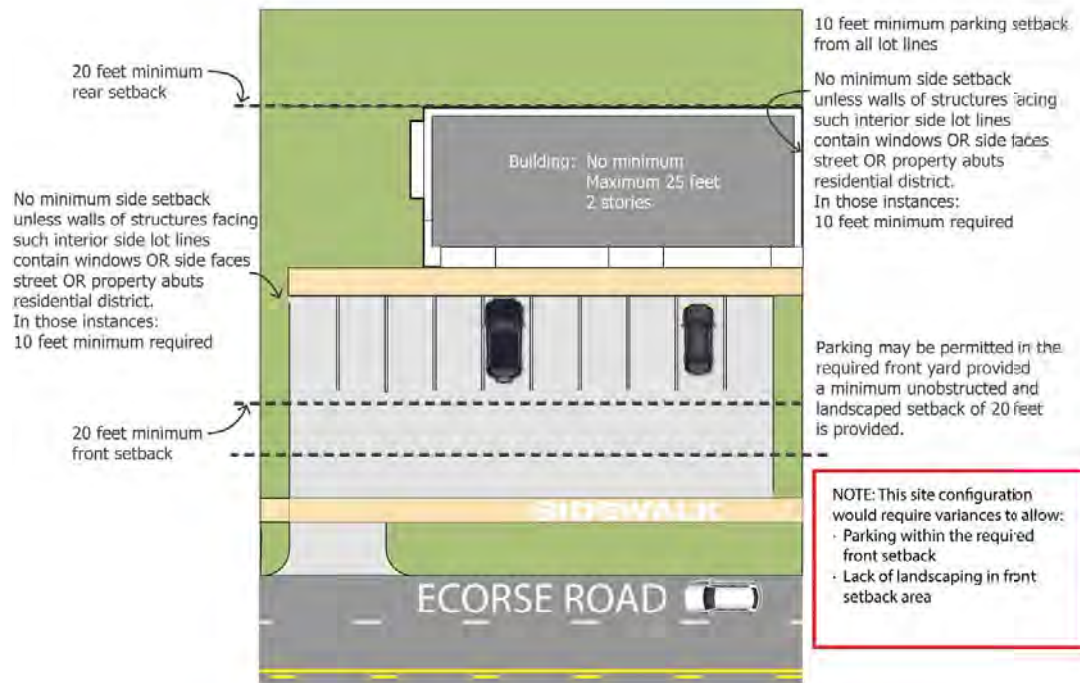 20 feet minimum
rear setback
10 feet minimum parking setback
from all lot lines
No minimum side setback
unless walls of structures facing
such interior side lot lines
contain windows OR side faces
street OR property abuts
residential district.
In those instances:
10 feet minimum required
Building: No minimum
Maximum 25 feet
2 stories
No minimum side setback
unless walls of structures facing
such interior side lot lines
contain windows OR side faces
street OR property abuts
residential district.
In those instances:
10 feet minimum required
Parking may be permitted in the
required front yard provided
a minimum unobstructed and
landscaped setback of 20 feet
is provided.
20 feet minimum
front setback
NOTE: This site configuration
would require variances to allow:
· Parking within the required
front setback
· Lack of landscaping in front
setback area
SIDEWALK
ECORSE ROAD